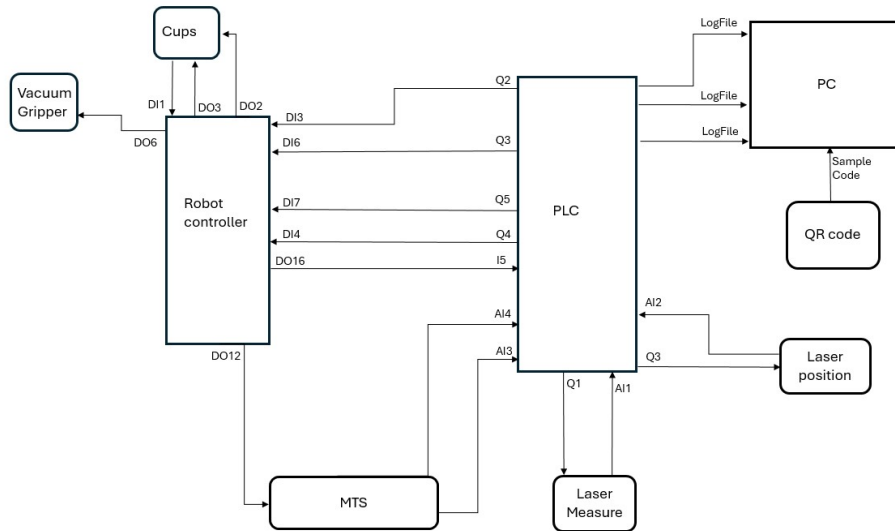 LogFile
Cups
Q2
PC
Vacuum
Gripper
DI1
DO3
DO2
LogFile
DI3
DO6
DI6
Q3
LogFile
Sample
Code
Robot
controller
DI7
Q5
PLC
QR code
DI4
Q4
DO16
I5
AI2
AI4
DO12
AI3
Q3
Laser
position
Q1
AI1
MTS
Laser
Measure